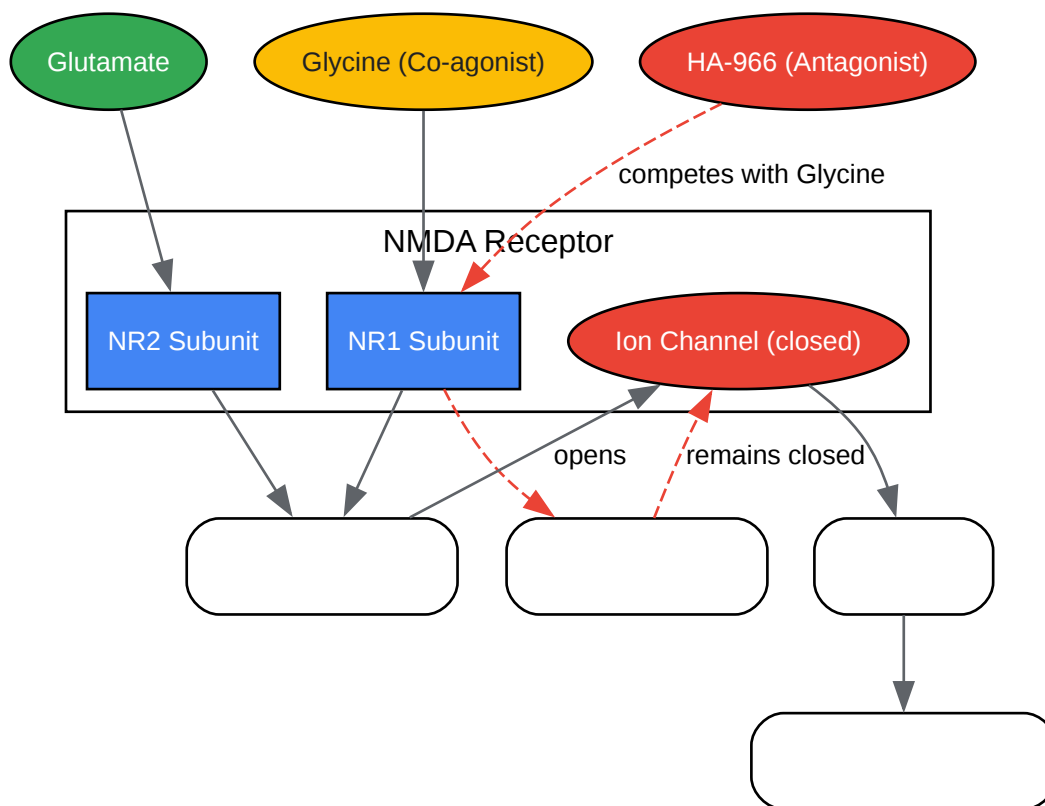 Glutamate
Glycine (Co-agonist)
HA-966 (Antagonist)
competes with Glycine
NMDA Receptor
NR2 Subunit
NR1 Subunit
Ion Channel (closed)
opens
remains closed